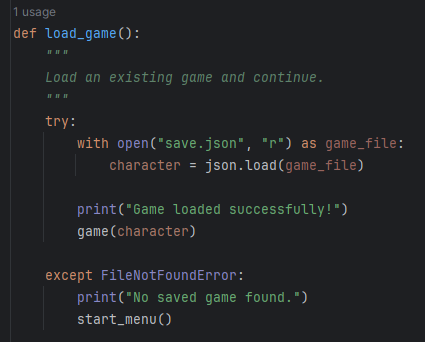 1 usage
def load_game():
    """
    Load an existing game and continue.
    """
    try:
        with open("save.json", "r") as game_file:
            character = json.load(game_file)

        print("Game loaded successfully!")
        game(character)

    except FileNotFoundError:
        print("No saved game found.")
        start_menu()